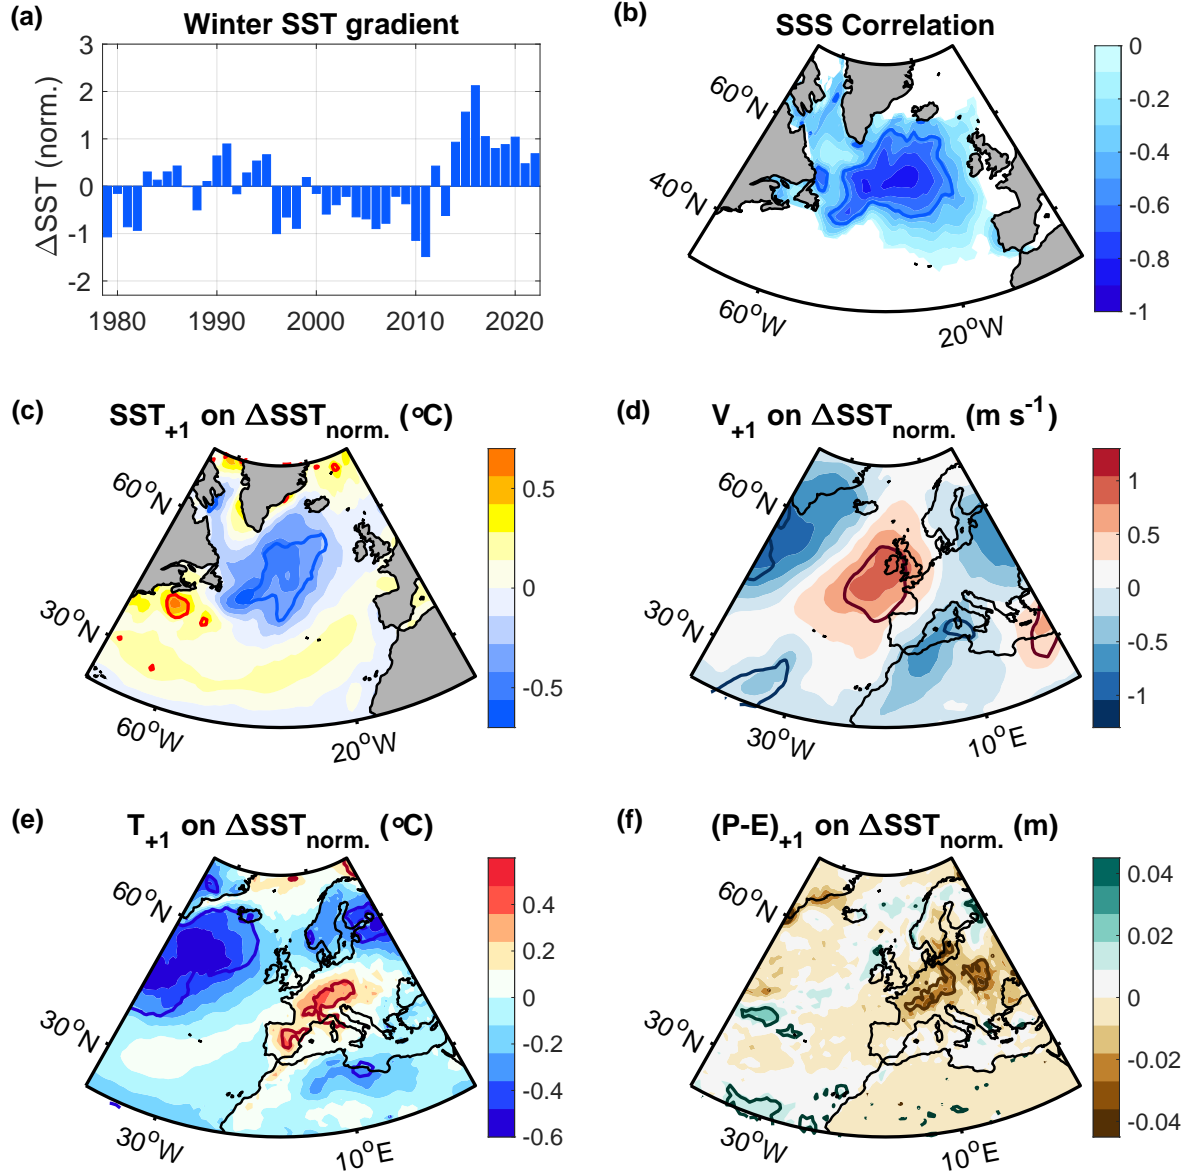 (a)
Winter SST gradient
ΔSST (norm.)
3
2
1
0
-1
-2
1980
1990
2000
2010
2020
(b)
SSS Correlation
60°N
40°N
60°W
20°W
0
-0.2
-0.4
-0.6
-0.8
-1
(c)
SST+1 on ΔSSTnorm. (°C)
60°N
30°N
60°W
20°W
0.5
0
-0.5
(d)
V+1 on ΔSSTnorm. (m s-1)
60°N
30°N
30°W
10°E
1
0.5
0
-0.5
-1
(e)
T+1 on ΔSSTnorm. (°C)
60°N
30°N
30°W
10°E
0.4
0.2
0
-0.2
-0.4
-0.6
(f)
(P-E)+1 on ΔSSTnorm. (m)
60°N
30°N
30°W
10°E
0.04
0.02
0
-0.02
-0.04